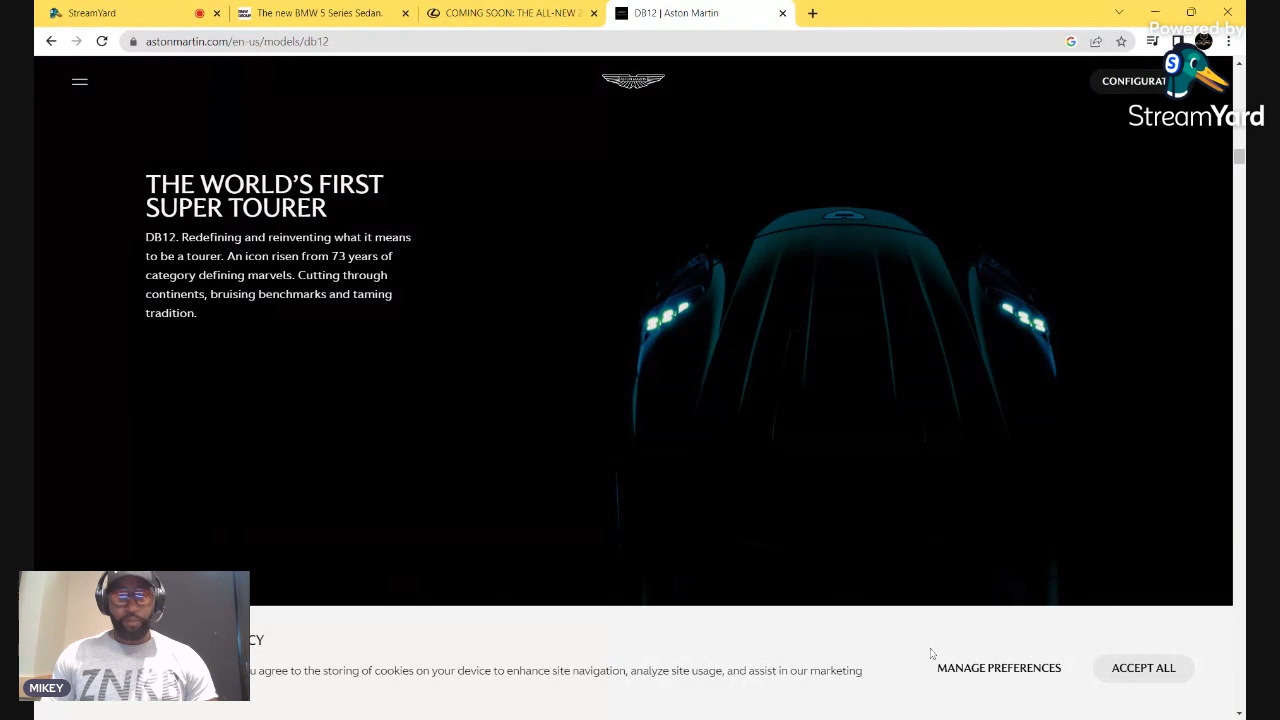 StreamYard
The new BMW 5 Series Sedan.
COMING SOON: THE ALL-NEW 2
DB12 | Aston Martin
astonmartin.com/en-us/models/db12
Powered by
StreamYard
CONFIGURAT
THE WORLD'S FIRST
SUPER TOURER
DB12. Redefining and reinventing what it means
to be a tourer. An icon risen from 73 years of
category defining marvels. Cutting through
continents, bruising benchmarks and taming
tradition.
CY
u agree to the storing of cookies on your device to enhance site navigation, analyze site usage, and assist in our marketing
MANAGE PREFERENCES
ACCEPT ALL
MIKEY